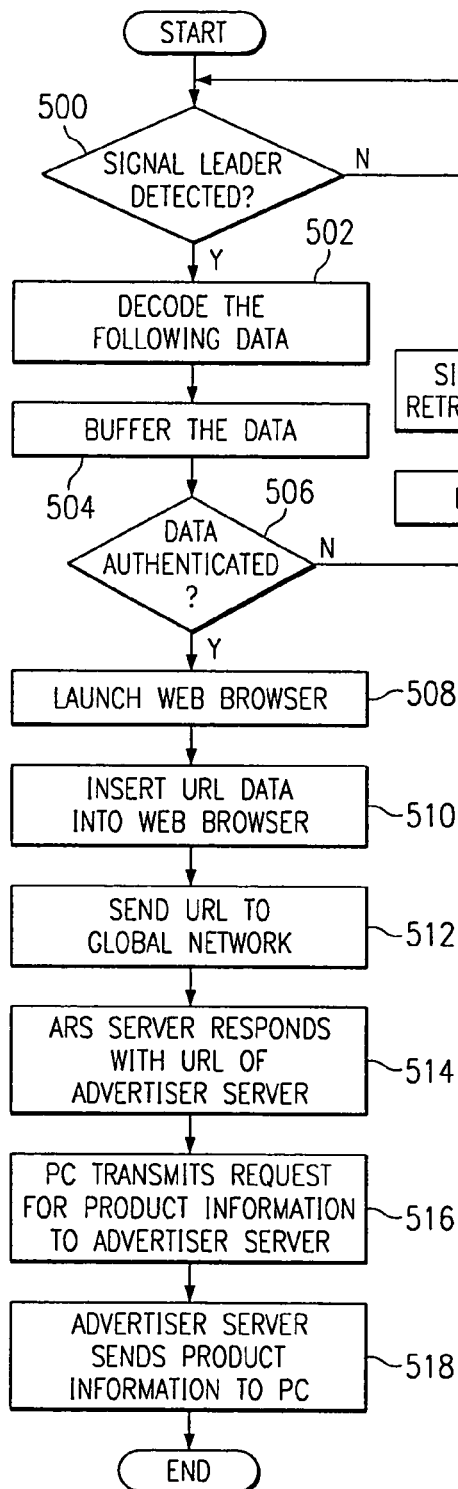 START
500
SIGNAL LEADER
DETECTED?
N
Y
502
DECODE THE
FOLLOWING DATA
BUFFER THE DATA
504
506
DATA
AUTHENTICATED
?
N
Y
LAUNCH WEB BROWSER
508
INSERT URL DATA
INTO WEB BROWSER
510
SEND URL TO
GLOBAL NETWORK
512
ARS SERVER RESPONDS
WITH URL OF
ADVERTISER SERVER
514
PC TRANSMITS REQUEST
FOR PRODUCT INFORMATION
TO ADVERTISER SERVER
516
ADVERTISER SERVER
SENDS PRODUCT
INFORMATION TO PC
518
END